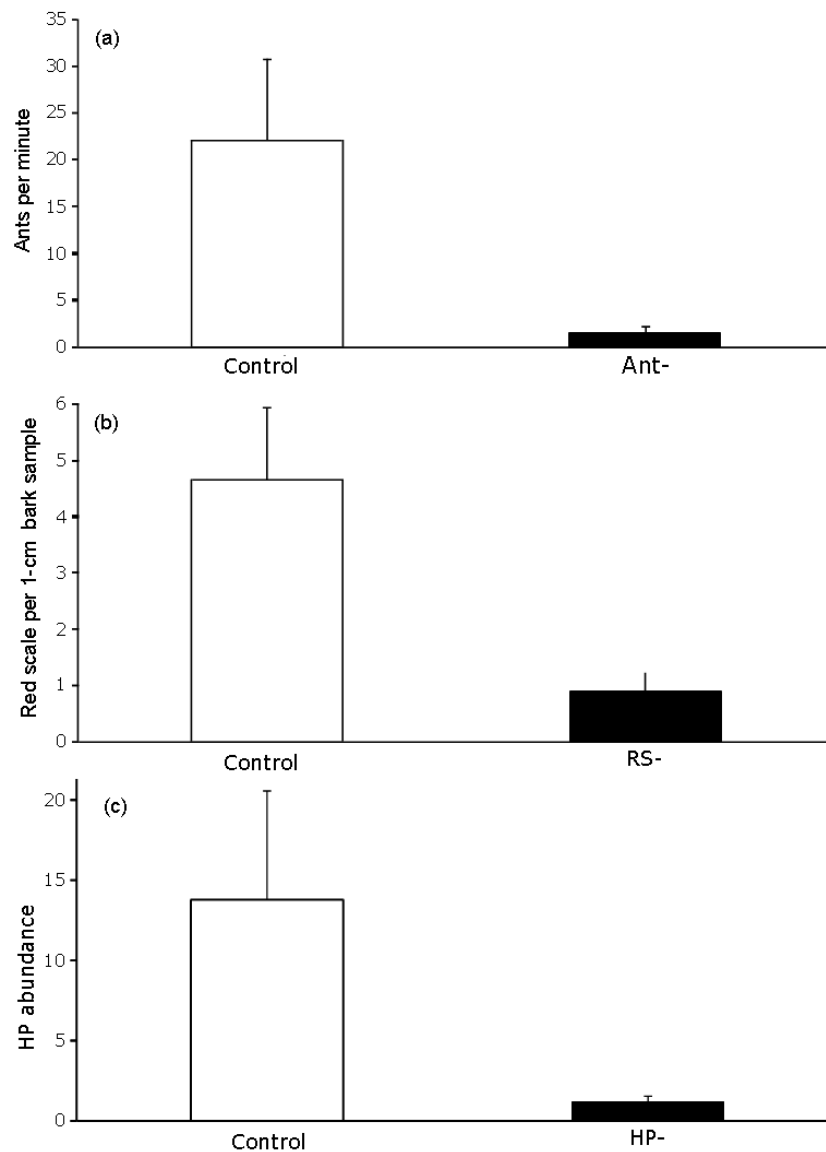 (a)
Ants per minute
35
30
25
20
15
10
5
0
Control
Ant-
(b)
Red scale per 1-cm bark sample
6
5
4
3
2
1
0
Control
RS-
(c)
HP abundance
20
15
10
5
0
Control
HP-